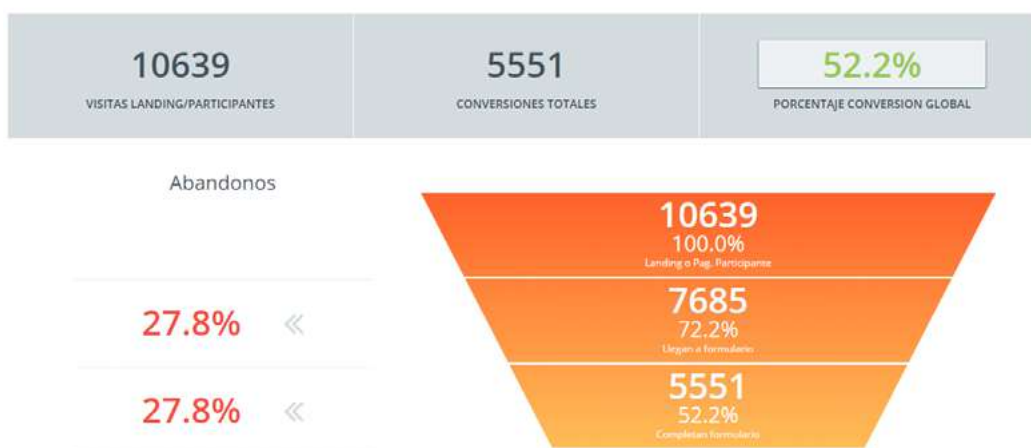 10639
VISITAS LANDING/PARTICIPANTES
5551
CONVERSIONES TOTALES
52.2%
PORCENTAJE CONVERSION GLOBAL
Abandonos
10639
100.0%
Landing o Pag. Participante
27.8%
7685
72.2%
Llegan a formulario
27.8%
5551
52.2%
Completan formulario